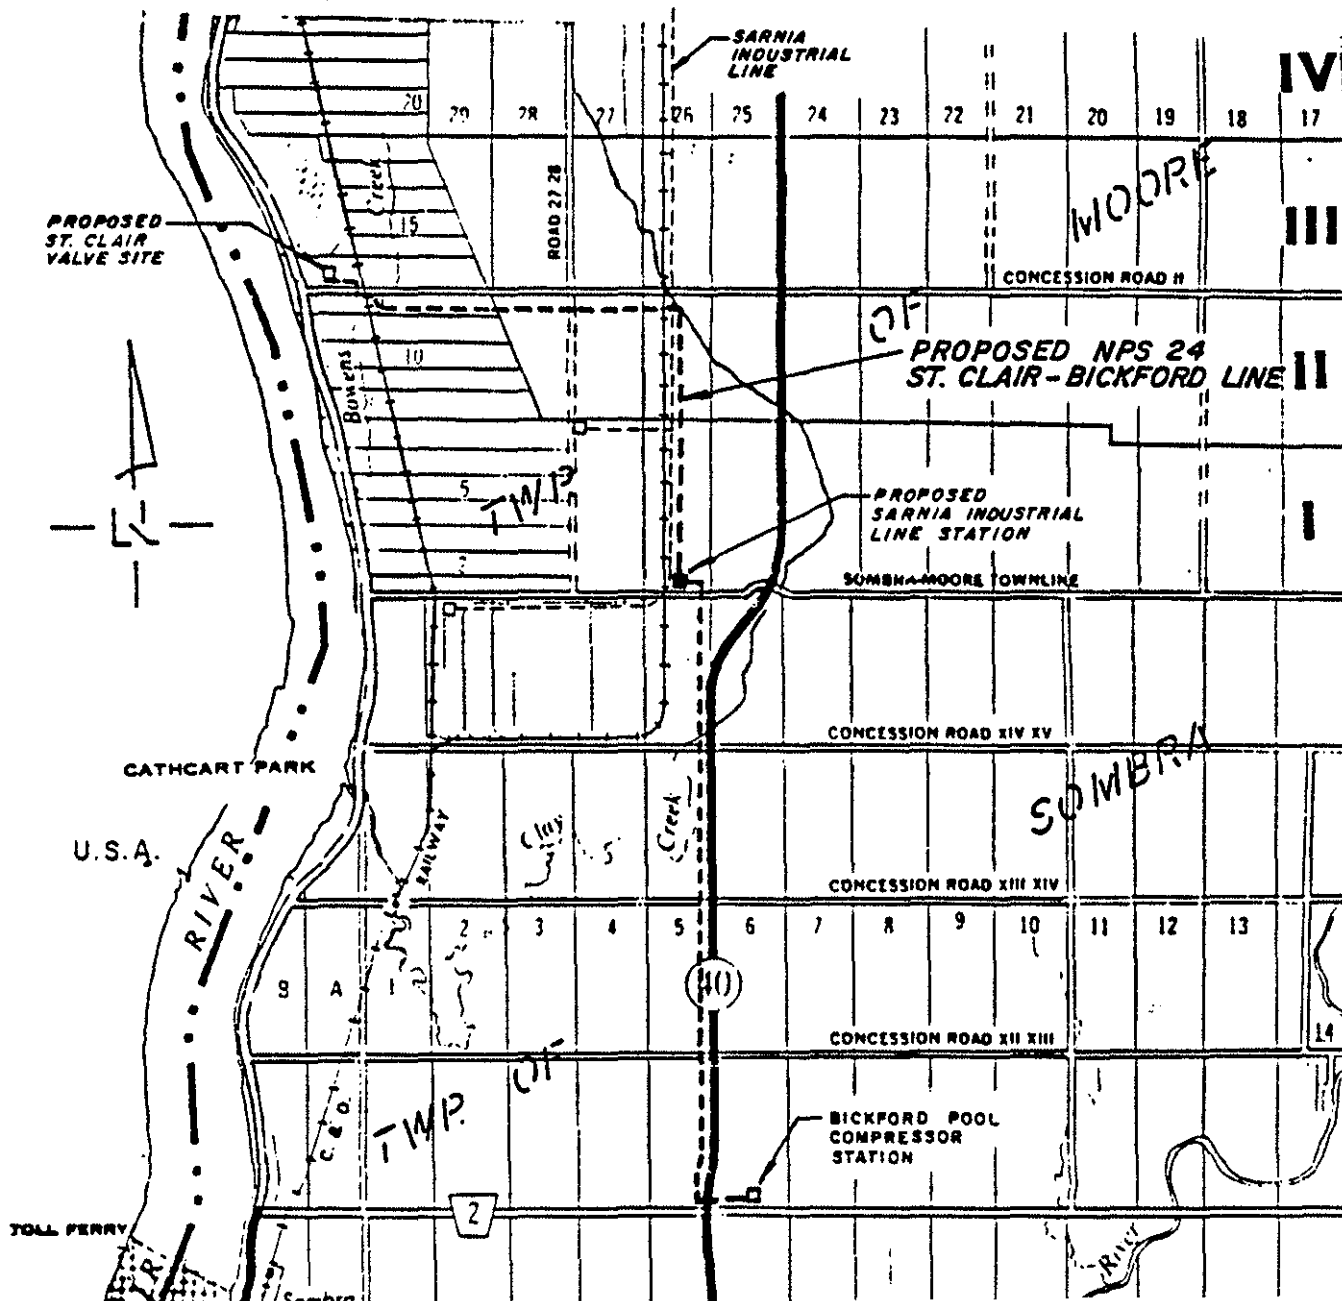 SARNIA
INDUSTRIAL
LINE
IV
20
29
28
27
26
25
24
23
22
21
20
19
18
17
Creek
ROAD 27 28
MOORE
15
III
PROPOSED
ST. CLAIR
VALVE SITE
CONCESSION ROAD II
OF
PROPOSED NPS 24
ST. CLAIR-BICKFORD LINE
II
10
Bowens
5
TWP
PROPOSED
SARNIA INDUSTRIAL
LINE STATION
I
SOMBRA-MOORE TOWNLINE
CONCESSION ROAD XIV XV
SOMBRA
CATHCART PARK
U.S.A.
RIVER
RAILWAY
Clay
Creek
CONCESSION ROAD XIII XIV
2
3
4
5
6
7
8
9
10
11
12
13
B
A
1
40
14
CONCESSION ROAD XII XIII
OF
TWP.
C. & O.
BICKFORD POOL
COMPRESSOR
STATION
2
TOLL FERRY
River
Sombra